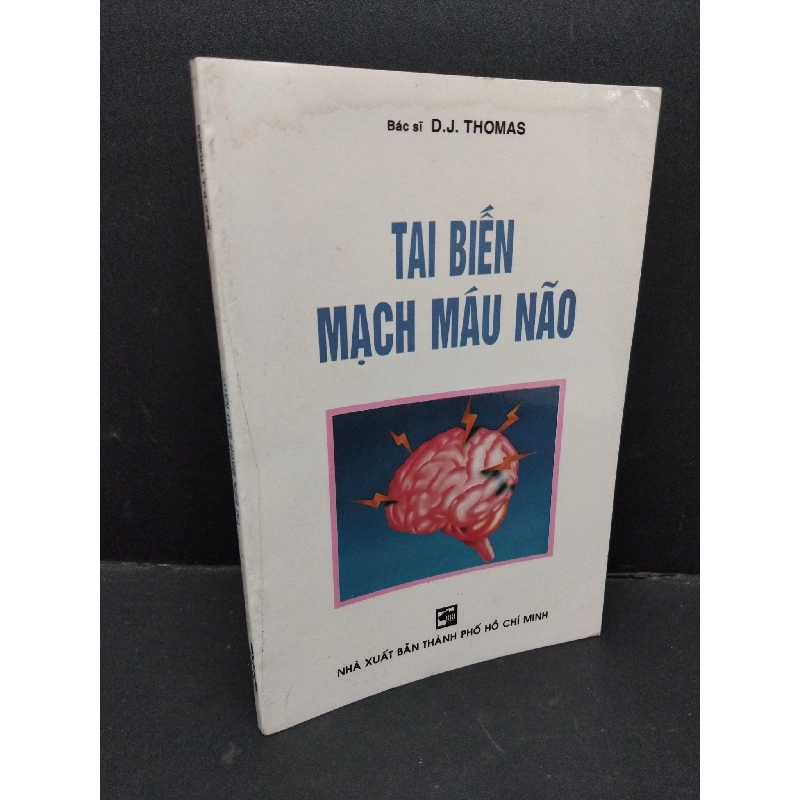 Bác sĩ D.J. THOMAS
TAI BIẾN
MẠCH MÁU NÃO
NHÀ XUẤT BẢN THÀNH PHỐ HỒ CHÍ MINH